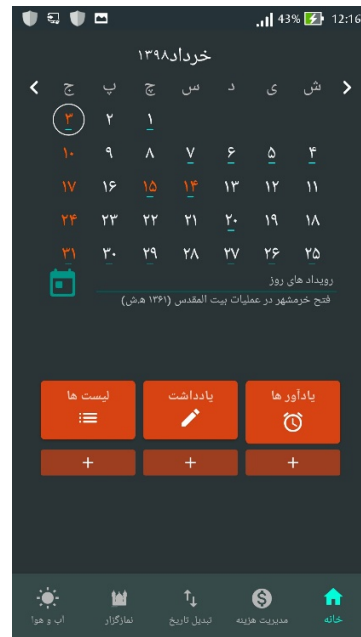 43% 12:16
خرداد۱۳۹۸
ش ی د س چ پ ج
۱ ۲ ۳
۴ ۵ ۶ ۷ ۸ ۹ ۱۰
۱۱ ۱۲ ۱۳ ۱۴ ۱۵ ۱۶ ۱۷
۱۸ ۱۹ ۲۰ ۲۱ ۲۲ ۲۳ ۲۴
۲۵ ۲۶ ۲۷ ۲۸ ۲۹ ۳۰ ۳۱
رویداد های روز
فتح خرمشهر در عملیات بیت المقدس (۱۳۶۱ ه.ش)
یادآور ها یادداشت لیست ها
+ + +
خانه مدیریت هزینه تبدیل تاریخ نمازگزار آب و هوا